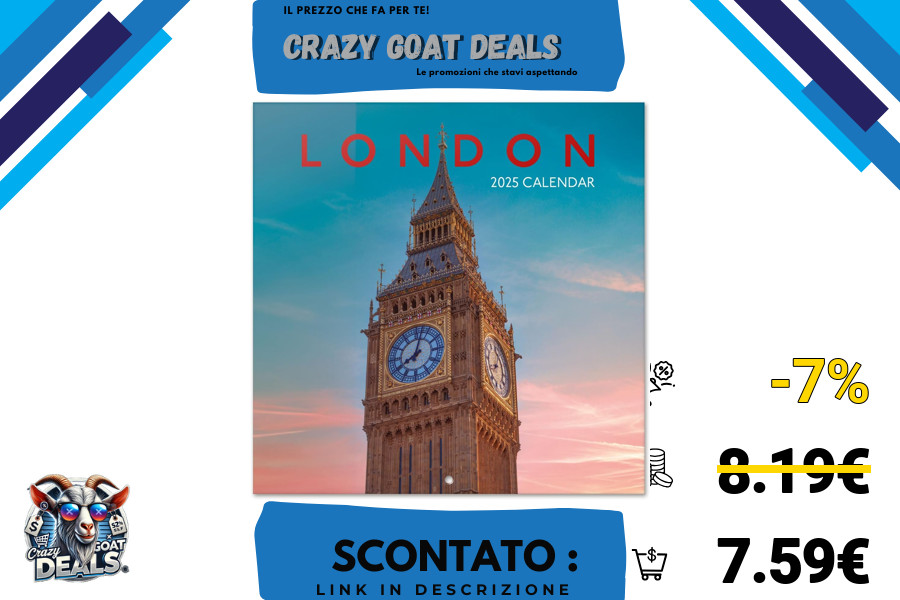 IL PREZZO CHE FA PER TE!
CRAZY GOAT DEALS
Le promozioni che stavi aspettando
LONDON
2025 CALENDAR
-7%
8.19€
7.59€
SCONTATO :
LINK IN DESCRIZIONE
Crazy
GOAT
DEALS